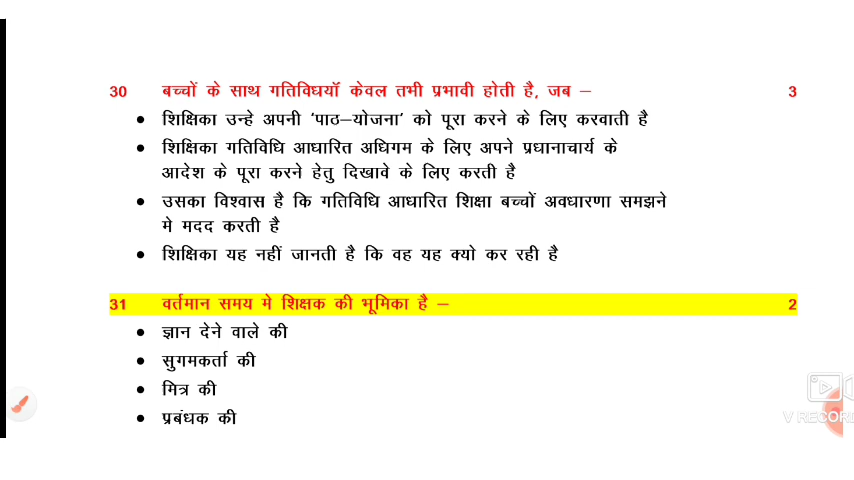 30 बच्चों के साथ गतिविधयॉ केवल तभी प्रभावी होती है, जब – 3
• शिक्षिका उन्हे अपनी 'पाठ–योजना' को पूरा करने के लिए करवाती है
• शिक्षिका गतिविधि आधारित अधिगम के लिए अपने प्रधानाचार्य के
आदेश के पूरा करने हेतु दिखावे के लिए करती है
• उसका विश्वास है कि गतिविधि आधारित शिक्षा बच्चों अवधारणा समझने
मे मदद करती है
• शिक्षिका यह नहीं जानती है कि वह यह क्यो कर रही है
31 वर्तमान समय मे शिक्षक की भूमिका है – 2
• ज्ञान देने वाले की
• सुगमकर्ता की
• मित्र की
• प्रबंधक की
V RECOR